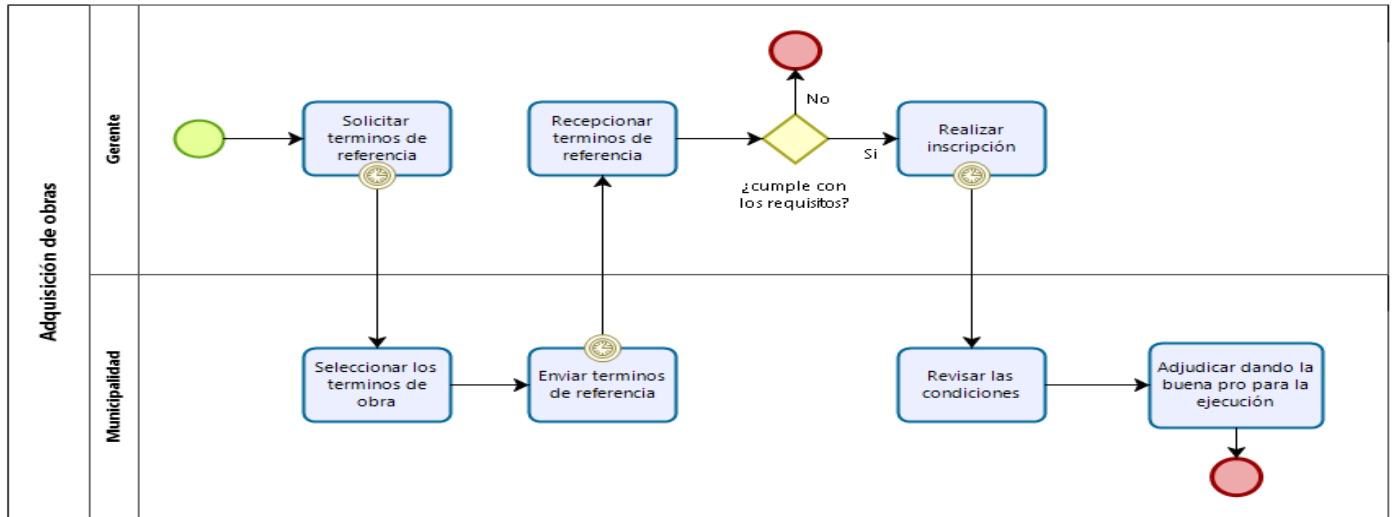 Adquisición de obras
Gerente
Solicitar
terminos de
referencia
Recepcionar
terminos de
referencia
No
Si
¿cumple con
los requisitos?
Realizar
inscripción
Municipalidad
Seleccionar los
terminos de
obra
Enviar terminos
de referencia
Revisar las
condiciones
Adjudicar dando la
buena pro para la
ejecución